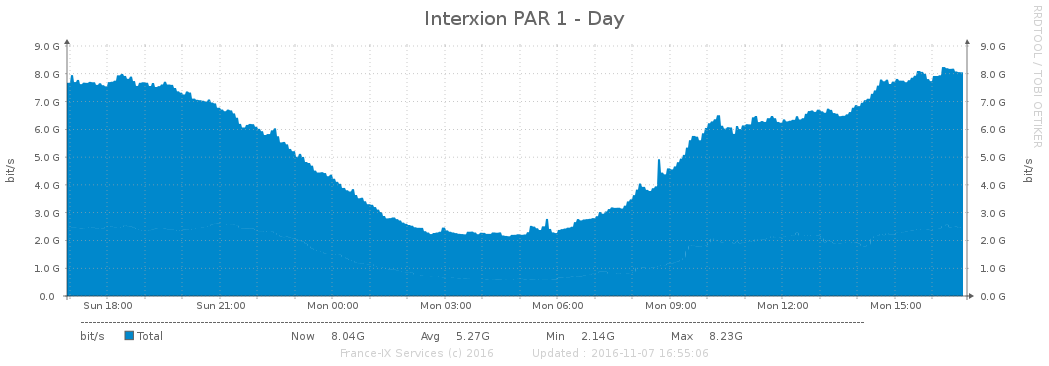 Interxion PAR 1 - Day
RRDTOOL / TOBI OETIKER
bit/s
9.0 G 9.0 G
8.0 G 8.0 G
7.0 G 7.0 G
6.0 G 6.0 G
5.0 G 5.0 G
4.0 G 4.0 G
3.0 G 3.0 G
2.0 G 2.0 G
1.0 G 1.0 G
0.0 0.0 G
bit/s
Sun 18:00 Sun 21:00 Mon 00:00 Mon 03:00 Mon 06:00 Mon 09:00 Mon 12:00 Mon 15:00
bit/s Total Now 8.04G Avg 5.27G Min 2.14G Max 8.23G
France-IX Services (c) 2016 Updated : 2016-11-07 16:55:06